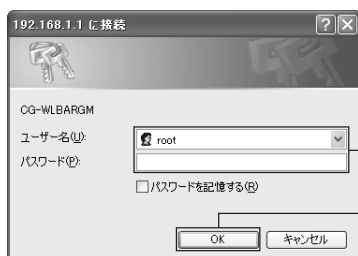 192.168.1.1 に接続
CG-WLBARGM
ユーザー名(U):
root
パスワード(P):
パスワードを記憶する(R)
OK
キャンセル